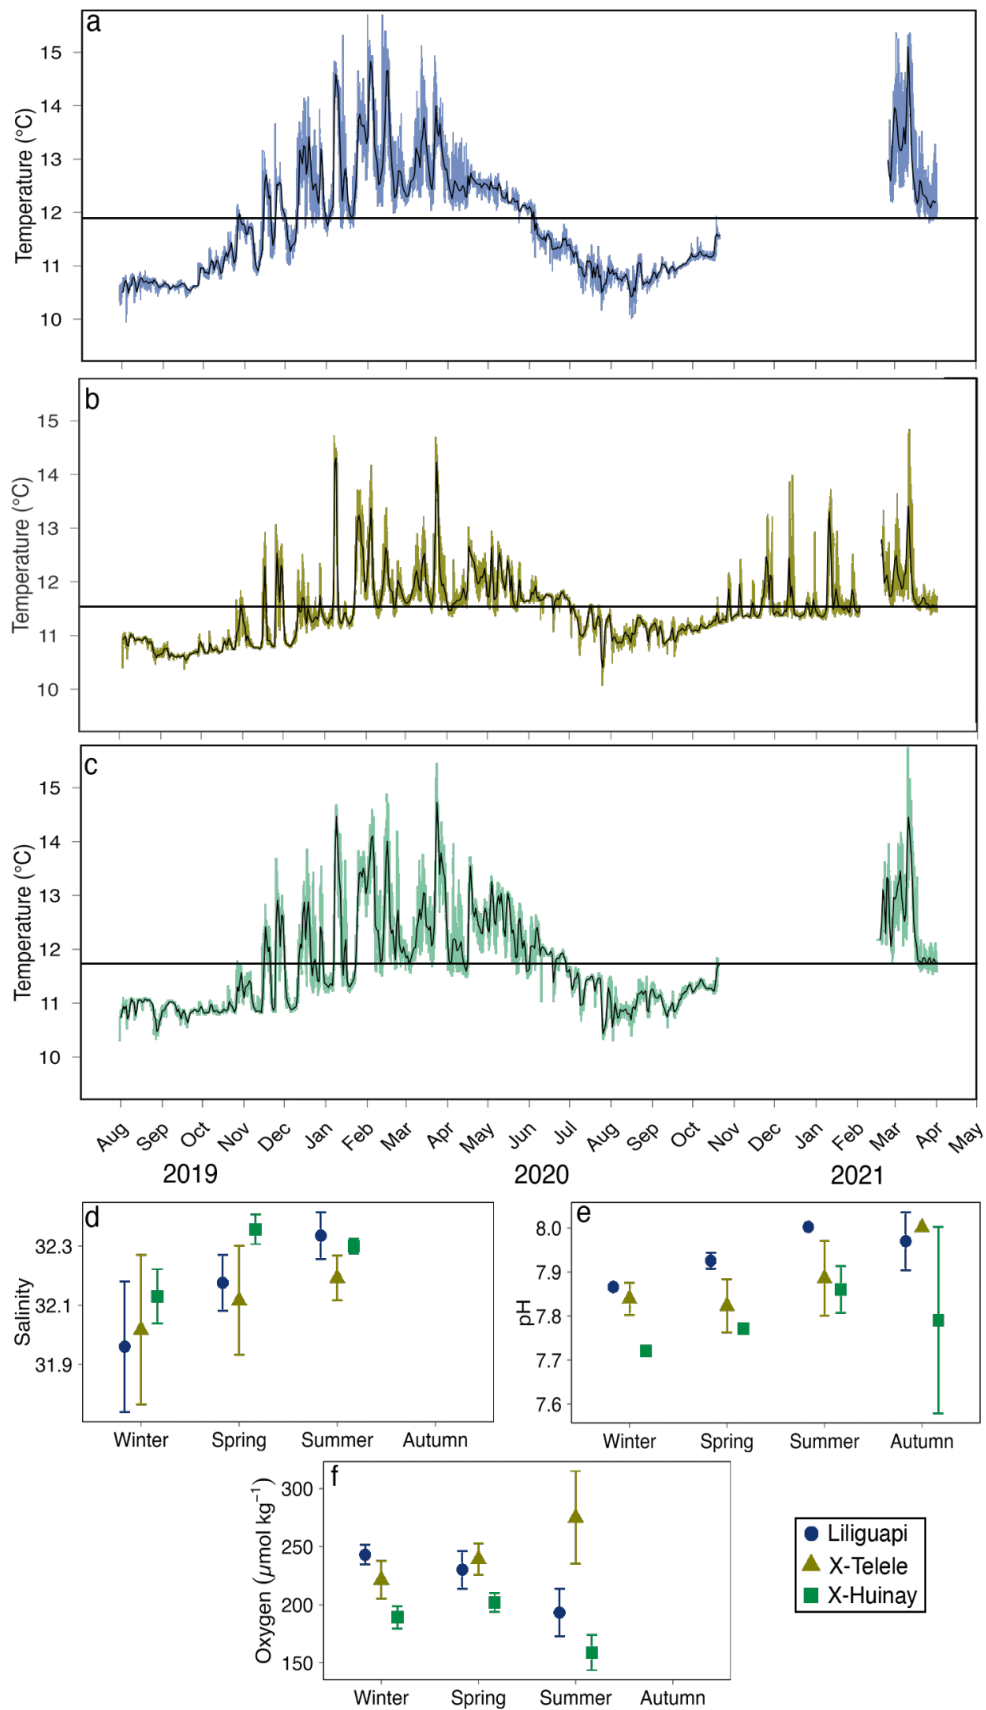 a
Temperature (°C)
15
14
13
12
11
10
b
Temperature (°C)
15
14
13
12
11
10
c
Temperature (°C)
15
14
13
12
11
10
Aug Sep Oct Nov Dec Jan Feb Mar Apr May Jun Jul Aug Sep Oct Nov Dec Jan Feb Mar Apr May
2019 2020 2021
d
Salinity
32.3
32.1
31.9
Winter Spring Summer Autumn
e
pH
8.0
7.9
7.8
7.7
7.6
Winter Spring Summer Autumn
f
Oxygen (µmol kg⁻¹)
300
250
200
150
Winter Spring Summer Autumn
Liliguapi
X-Telele
X-Huinay